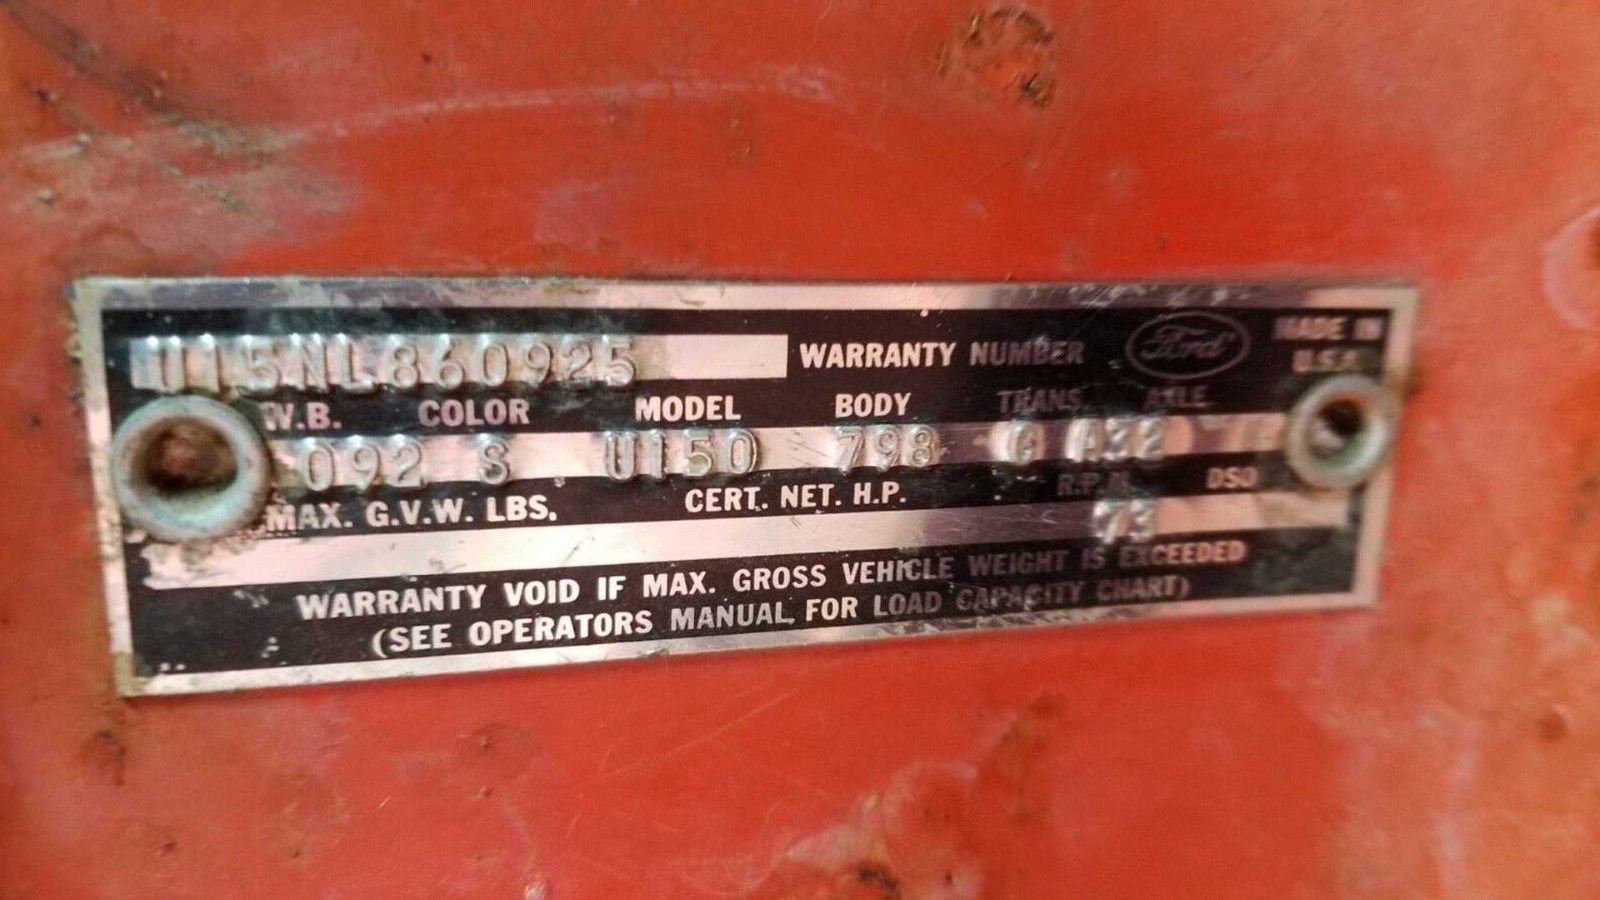 U15NL860925 WARRANTY NUMBER Ford MADE IN U.S.A.
W.B. COLOR MODEL BODY TRANS. AXLE
092 S U150 798 G A32
MAX. G.V.W. LBS. CERT. NET. H.P. R.P.M. DSO
73
WARRANTY VOID IF MAX. GROSS VEHICLE WEIGHT IS EXCEEDED
(SEE OPERATORS MANUAL FOR LOAD CAPACITY CHART)